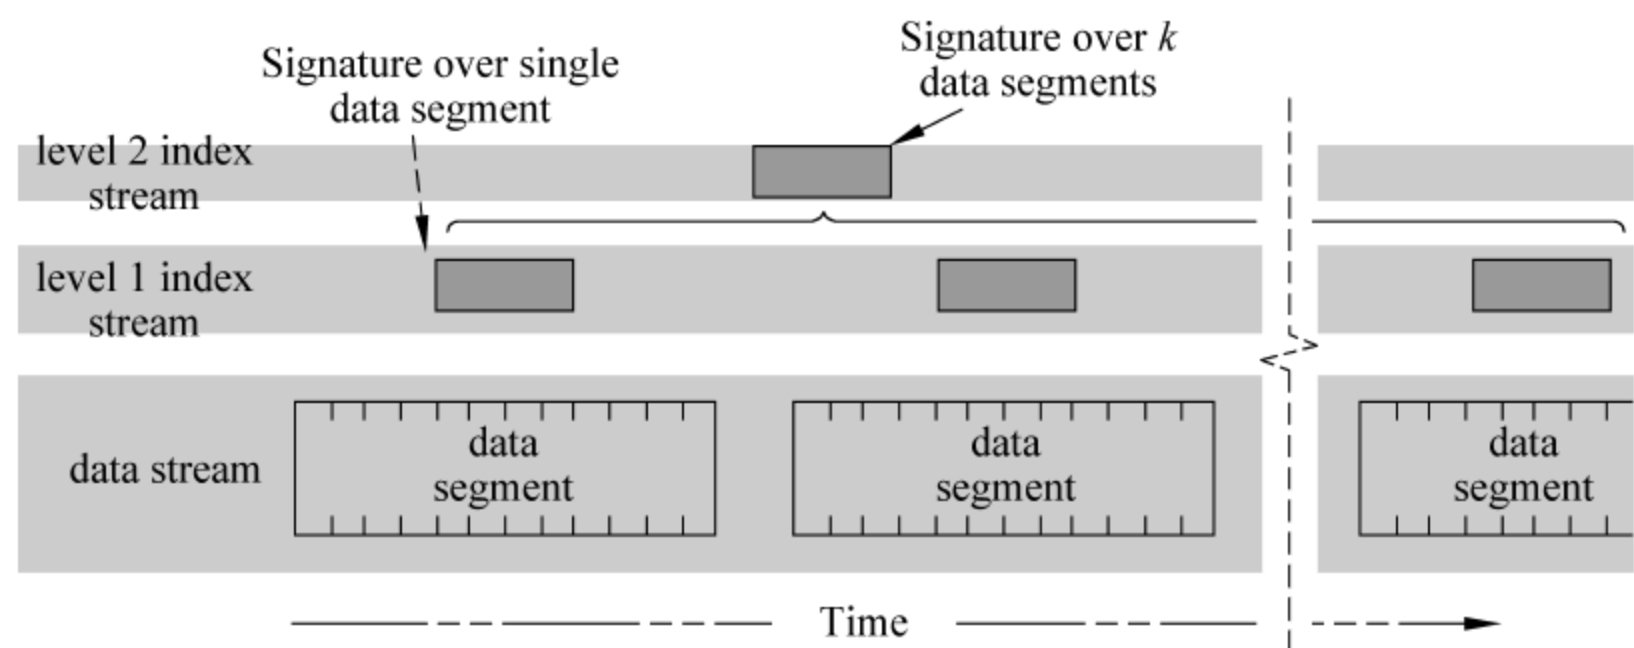 Signature over k
data segments
Signature over single
data segment
level 2 index
stream
level 1 index
stream
data stream
data
segment
data
segment
data
segment
Time